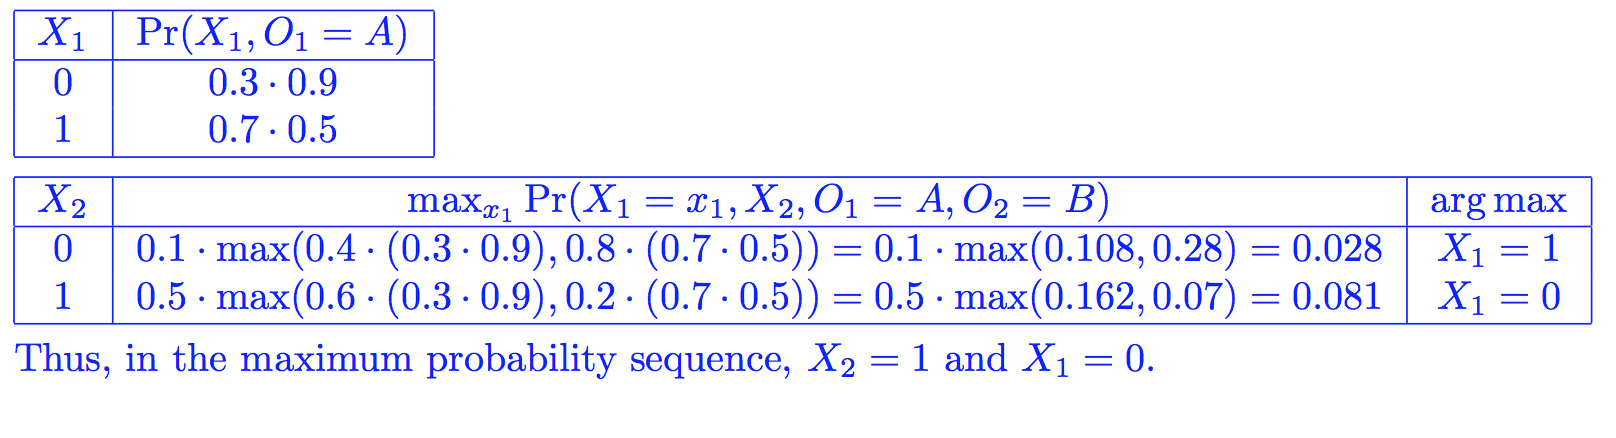 X₁ Pr(X₁, O₁ = A)
0 0.3 · 0.9
1 0.7 · 0.5
X₂ maxₓ₁ Pr(X₁ = x₁, X₂, O₁ = A, O₂ = B) arg max
0 0.1 · max(0.4 · (0.3 · 0.9), 0.8 · (0.7 · 0.5)) = 0.1 · max(0.108, 0.28) = 0.028 X₁ = 1
1 0.5 · max(0.6 · (0.3 · 0.9), 0.2 · (0.7 · 0.5)) = 0.5 · max(0.162, 0.07) = 0.081 X₁ = 0
Thus, in the maximum probability sequence, X₂ = 1 and X₁ = 0.